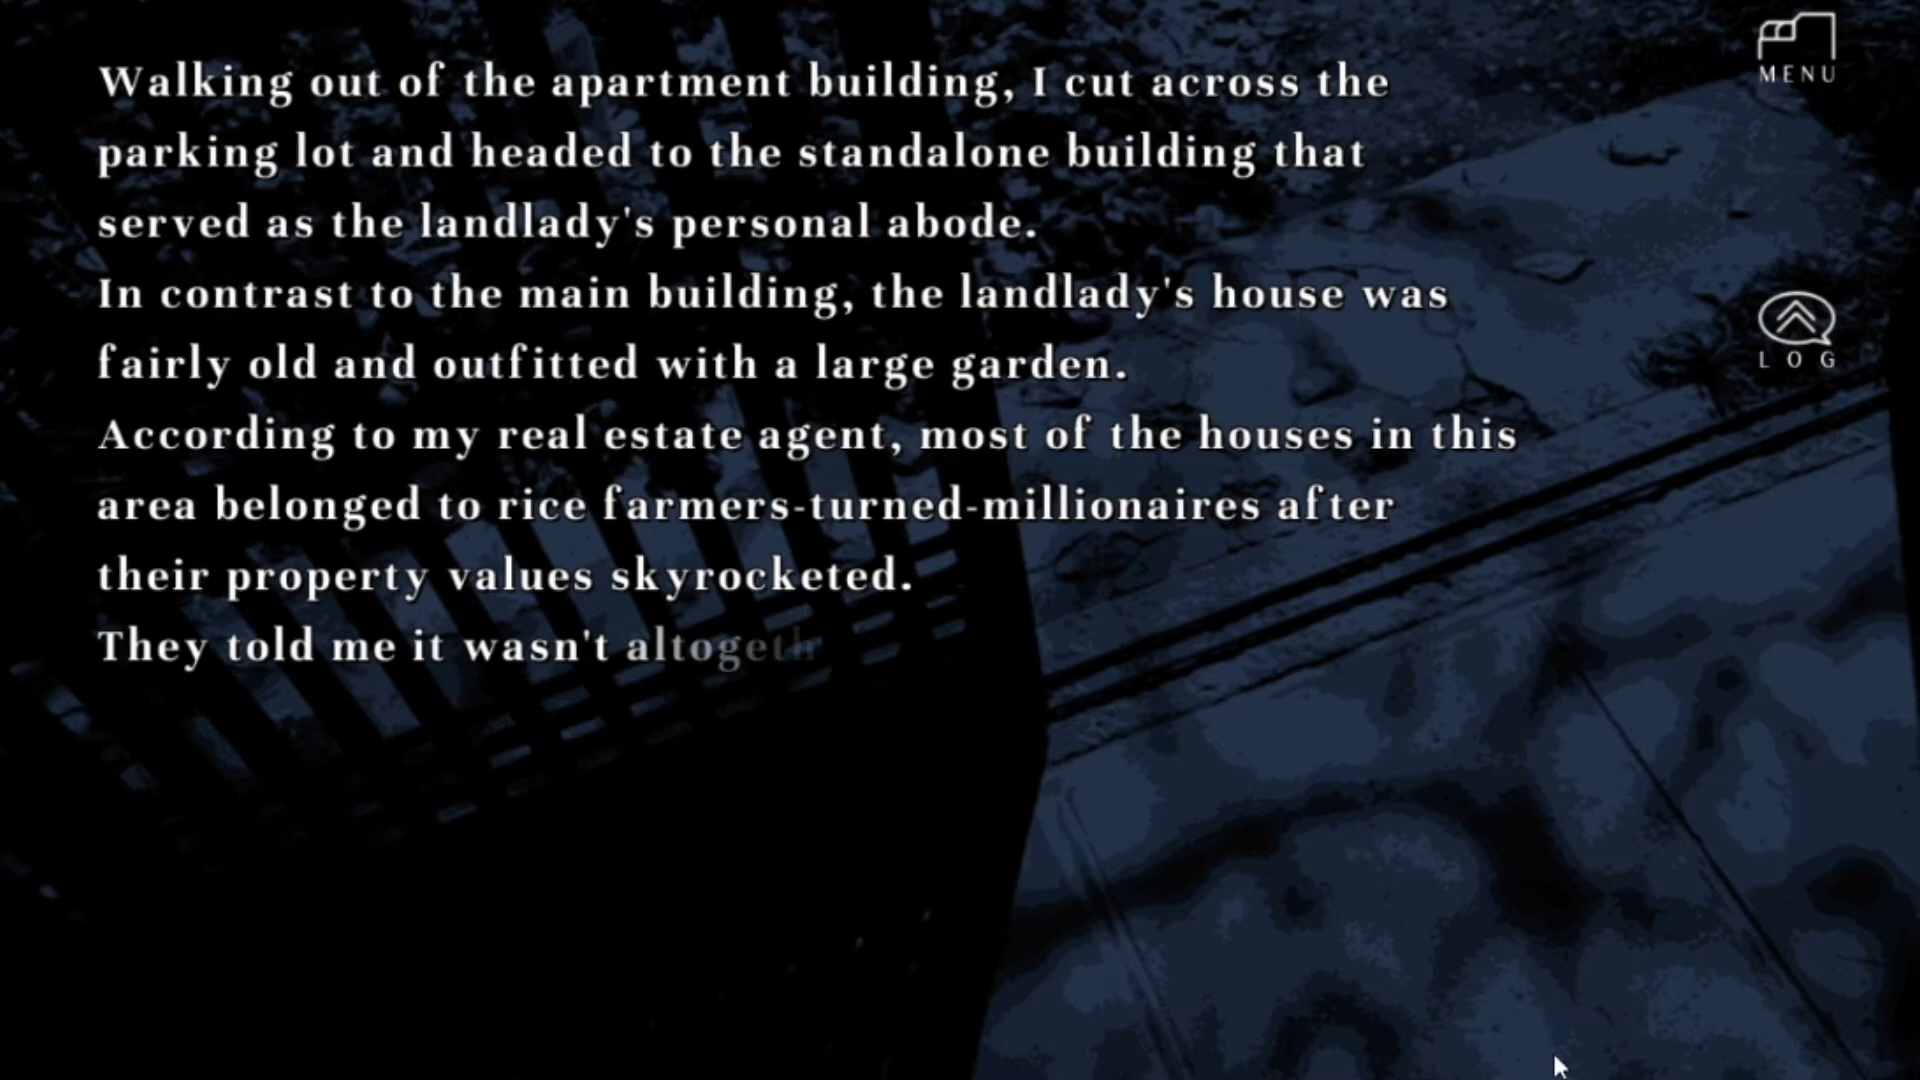 Walking out of the apartment building, I cut across the
parking lot and headed to the standalone building that
served as the landlady's personal abode.
In contrast to the main building, the landlady's house was
fairly old and outfitted with a large garden.
According to my real estate agent, most of the houses in this
area belonged to rice farmers-turned-millionaires after
their property values skyrocketed.
They told me it wasn't altogeth
MENU
LOG